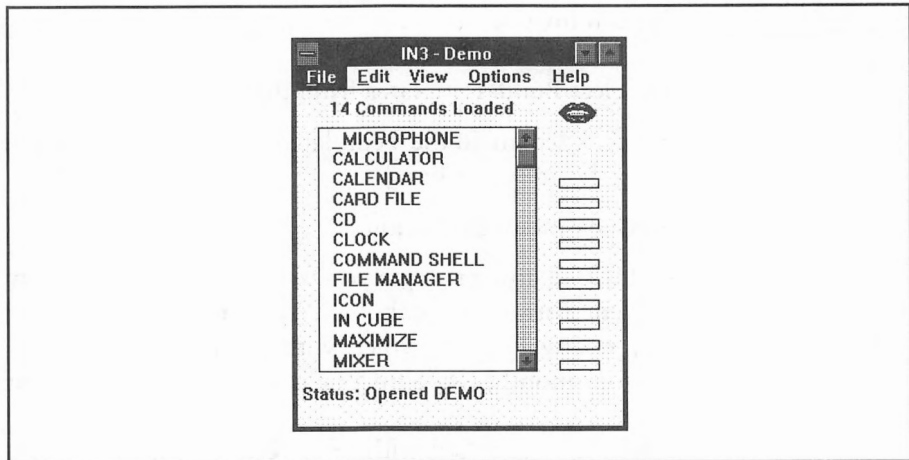 IN3 - Demo
File Edit View Options Help
14 Commands Loaded
_MICROPHONE
CALCULATOR
CALENDAR
CARD FILE
CD
CLOCK
COMMAND SHELL
FILE MANAGER
ICON
IN CUBE
MAXIMIZE
MIXER
Status: Opened DEMO